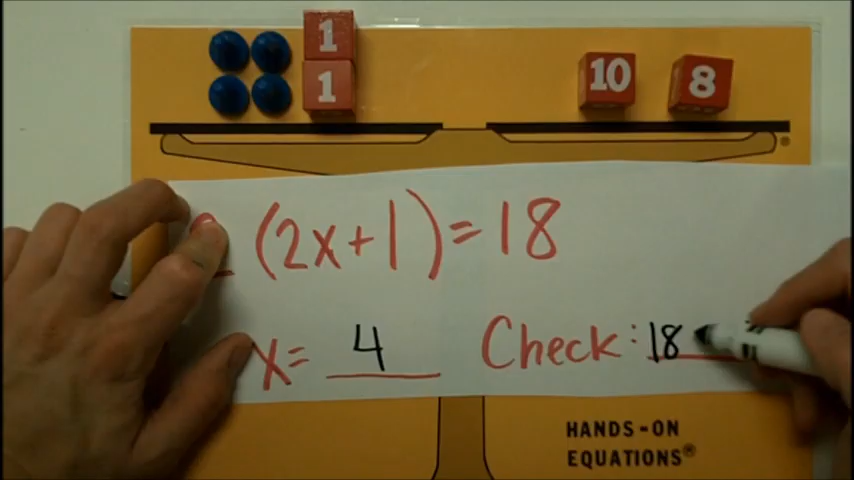 1
1
10 8
®
(2x+1)=18
x= 4 Check: 18
HANDS-ON
EQUATIONS®